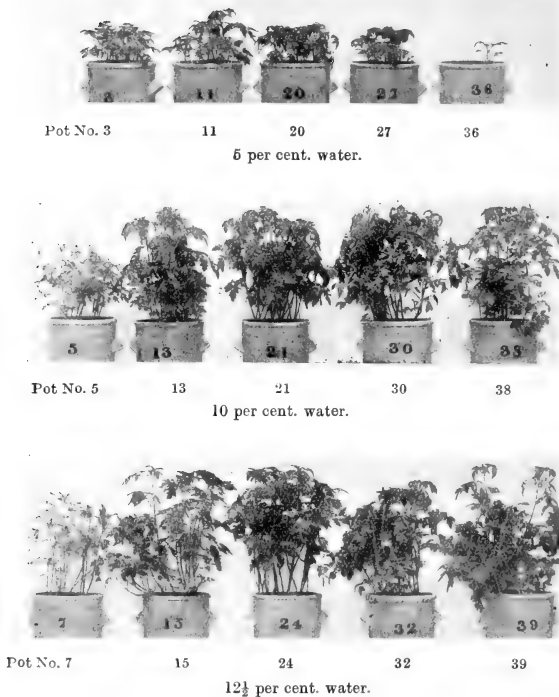 3 11 20 27 36
Pot No. 3 11 20 27 36
5 per cent. water.
5 13 21 30 38
Pot No. 5 13 21 30 38
10 per cent. water.
7 15 24 32 39
Pot No. 7 15 24 32 39
12½ per cent. water.